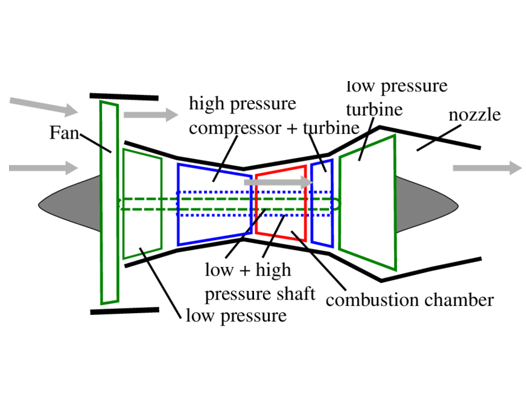 low pressure
turbine
nozzle
high pressure
compressor + turbine
Fan
low + high
pressure shaft
combustion chamber
low pressure